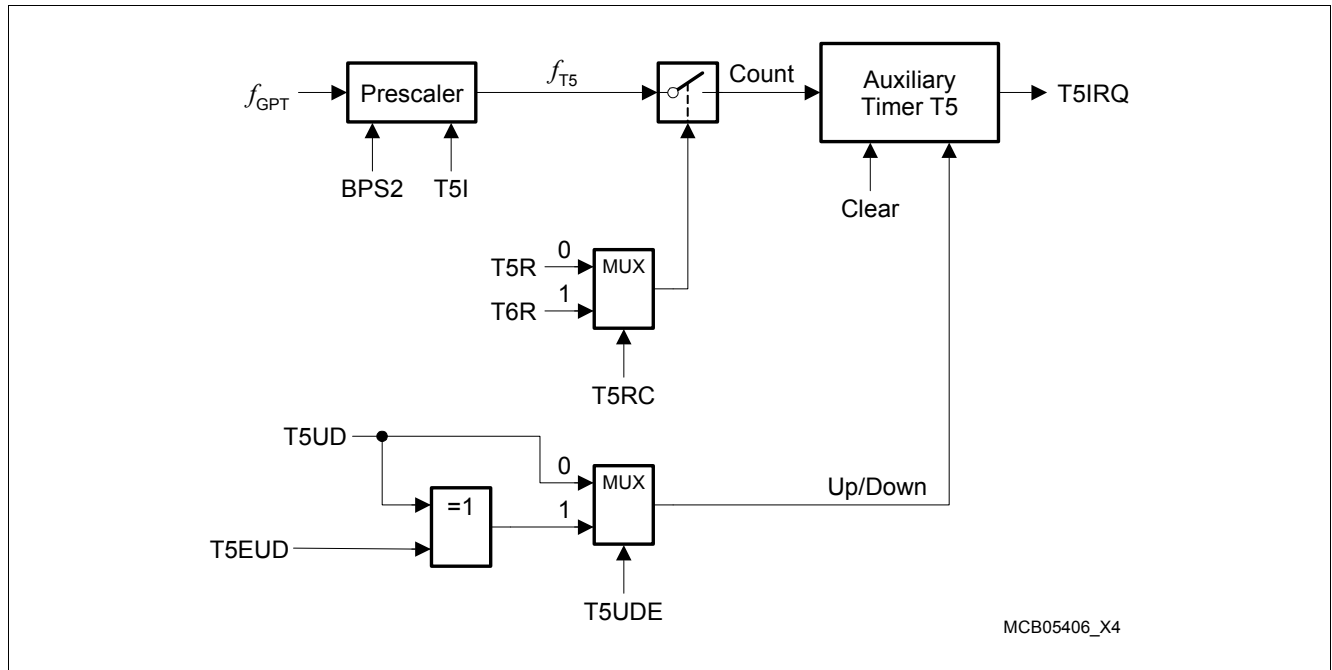 f_T5
Count
f_GPT
Prescaler
Auxiliary
Timer T5
T5IRQ
BPS2
T5I
Clear
0
T5R
MUX
1
T6R
T5RC
T5UD
0
MUX
Up/Down
=1
1
T5EUD
T5UDE
MCB05406_X4